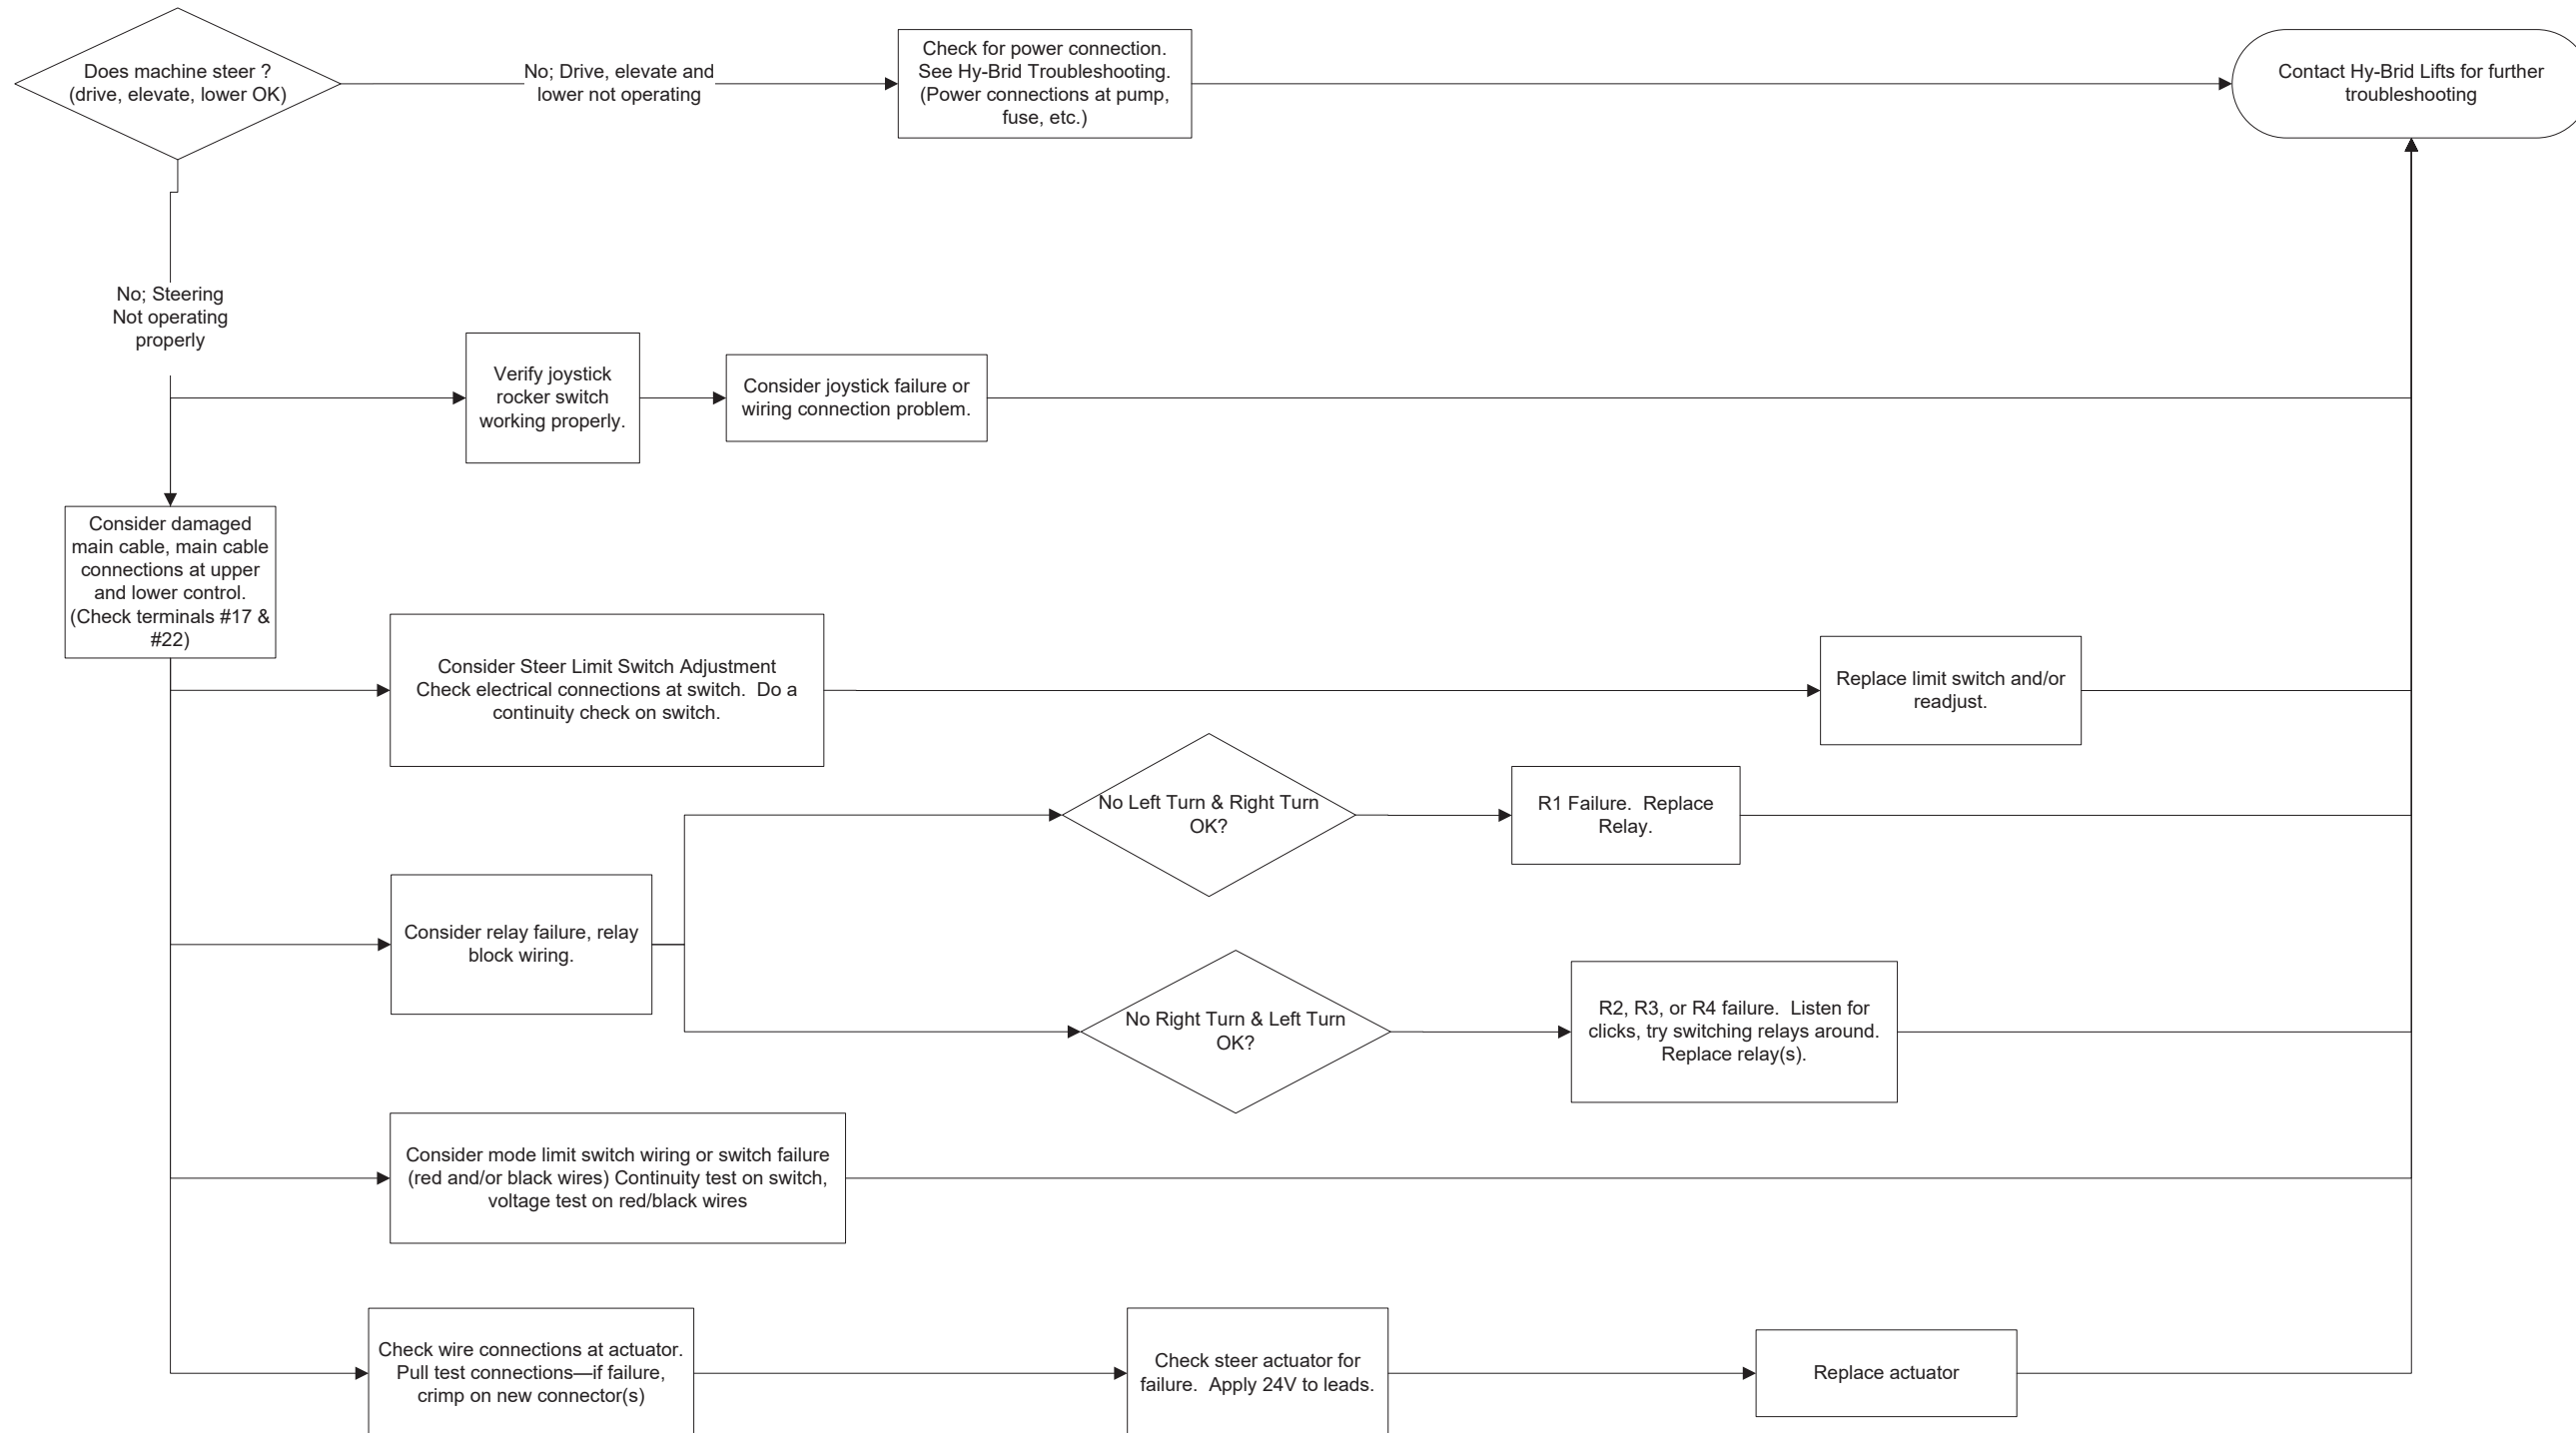 Does machine steer ?
(drive, elevate, lower OK)
No; Drive, elevate and
lower not operating
Check for power connection.
See Hy-Brid Troubleshooting.
(Power connections at pump,
fuse, etc.)
Contact Hy-Brid Lifts for further
troubleshooting
No; Steering
Not operating
properly
Verify joystick
rocker switch
working properly.
Consider joystick failure or
wiring connection problem.
Consider damaged
main cable, main cable
connections at upper
and lower control.
(Check terminals #17 &
#22)
Consider Steer Limit Switch Adjustment
Check electrical connections at switch.  Do a
continuity check on switch.
Replace limit switch and/or
readjust.
No Left Turn & Right Turn
OK?
R1 Failure.  Replace
Relay.
Consider relay failure, relay
block wiring.
No Right Turn & Left Turn
OK?
R2, R3, or R4 failure.  Listen for
clicks, try switching relays around.
Replace relay(s).
Consider mode limit switch wiring or switch failure
(red and/or black wires) Continuity test on switch,
voltage test on red/black wires
Check wire connections at actuator.
Pull test connections—if failure,
crimp on new connector(s)
Check steer actuator for
failure.  Apply 24V to leads.
Replace actuator